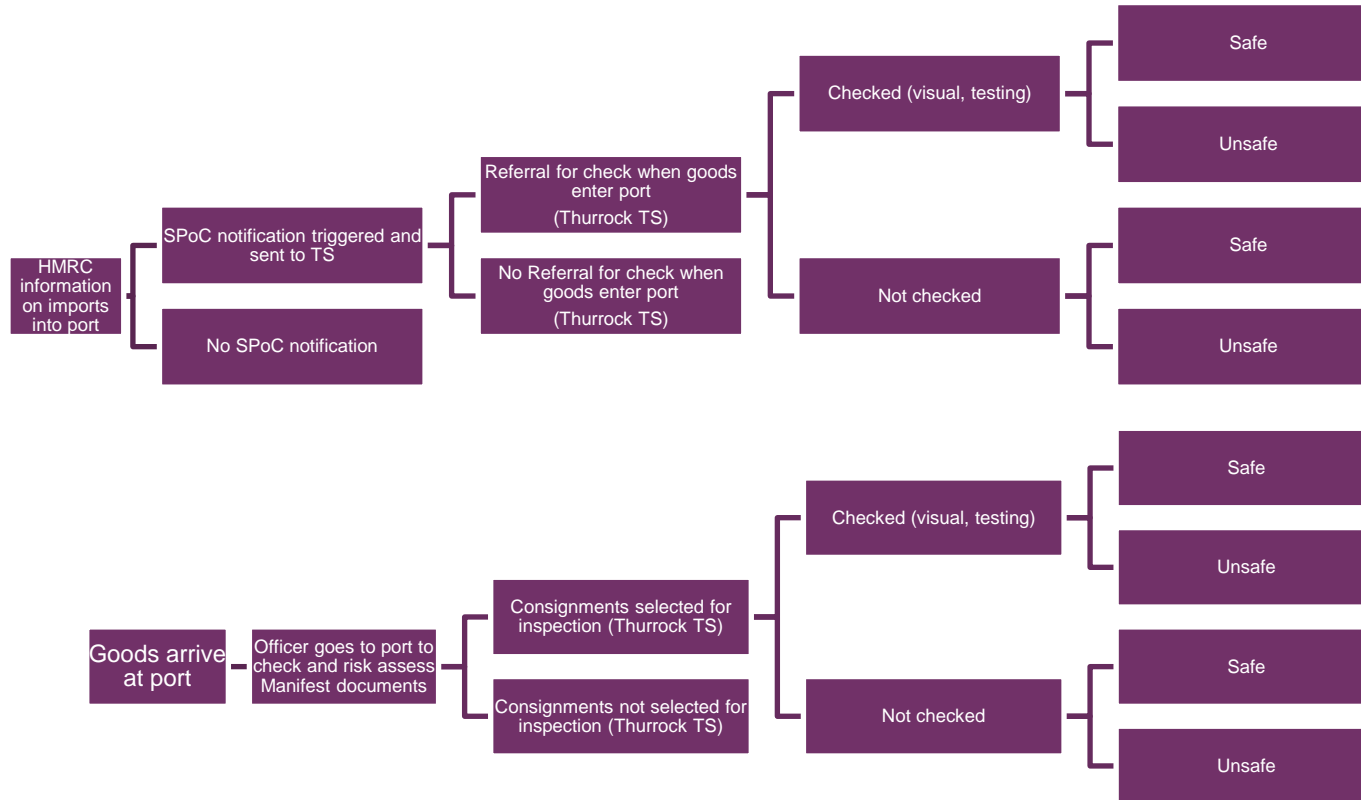 HMRC
information
on imports
into port
SPoC notification triggered and
sent to TS
No SPoC notification
Referral for check when goods
enter port
(Thurrock TS)
No Referral for check when
goods enter port
(Thurrock TS)
Checked (visual, testing)
Not checked
Safe
Unsafe
Safe
Unsafe
Goods arrive
at port
Officer goes to port to
check and risk assess
Manifest documents
Consignments selected for
inspection (Thurrock TS)
Consignments not selected for
inspection (Thurrock TS)
Checked (visual, testing)
Not checked
Safe
Unsafe
Safe
Unsafe